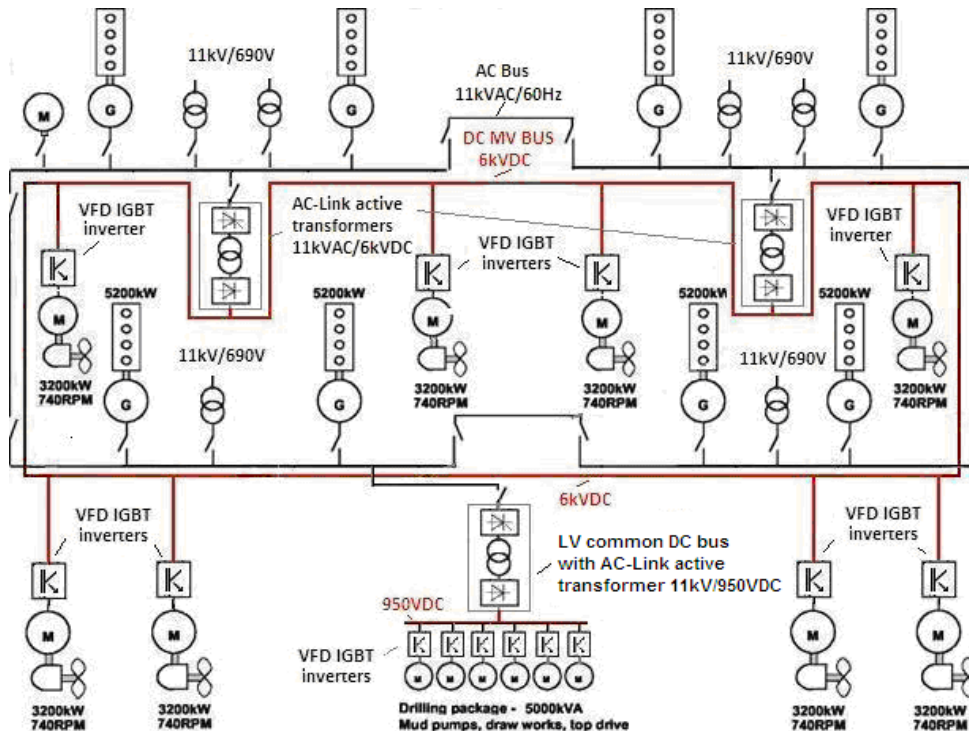 11kV/690V
AC Bus
11kVAC/60Hz
11kV/690V
M
G
G
G
G
DC MV BUS
6kVDC
VFD IGBT
inverter
AC-Link active
transformers
11kVAC/6kVDC
VFD IGBT
inverters
VFD IGBT
inverter
5200kW
5200kW
5200kW
5200kW
M
M
M
M
11kV/690V
11kV/690V
3200kW
740RPM
3200kW
740RPM
3200kW
740RPM
3200kW
740RPM
G
G
G
G
6kVDC
VFD IGBT
inverters
VFD IGBT
inverters
LV common DC bus
with AC-Link active
transformer 11kV/950VDC
950VDC
M
M
M
M
VFD IGBT
inverters
M
M
M
M
M
M
3200kW
740RPM
3200kW
740RPM
Drilling package - 5000kVA
Mud pumps, draw works, top drive
3200kW
740RPM
3200kW
740RPM